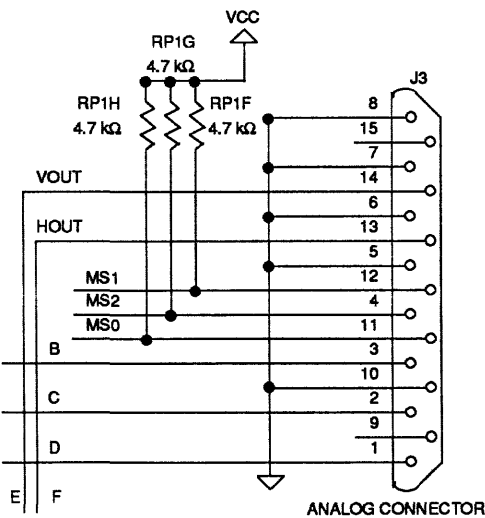 VCC
RP1G
4.7 kΩ
J3
RP1H
4.7 kΩ
RP1F
4.7 kΩ
8
15
7
VOUT
14
6
HOUT
13
5
MS1
12
MS2
4
MS0
11
B
3
10
C
2
9
D
1
E
F
ANALOG CONNECTOR